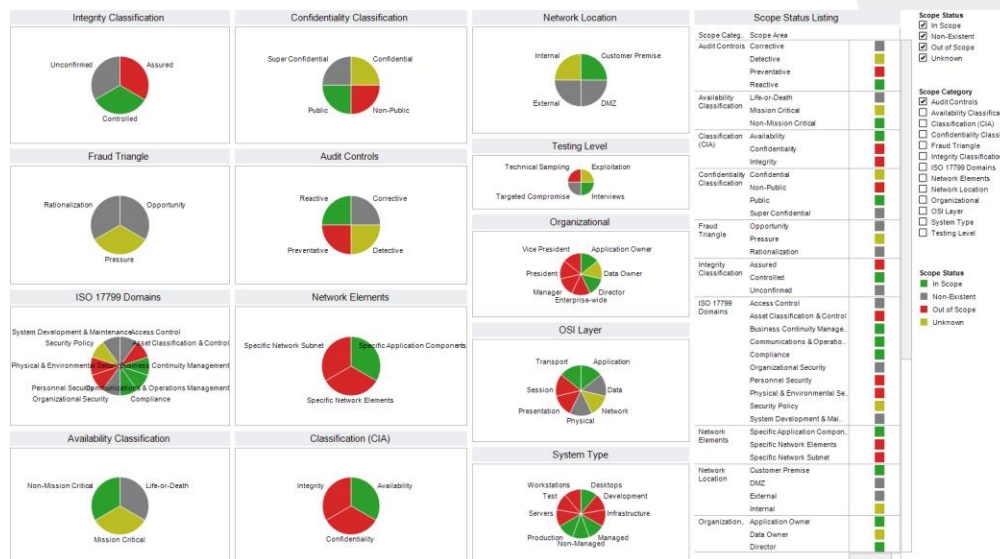 Integrity Classification
Unconfirmed
Assured
Controlled
Confidentiality Classification
Super Confidential
Confidential
Public
Non-Public
Network Location
Internal
Customer Premise
External
DMZ
Fraud Triangle
Rationalization
Opportunity
Pressure
Audit Controls
Reactive
Corrective
Preventative
Detective
Testing Level
Technical Sampling
Exploitation
Targeted Compromise
Interviews
Organizational
Vice President
Application Owner
President
Data Owner
Manager
Director
Enterprise-wide
ISO 17799 Domains
System Development & Maintenance
Access Control
Security Policy
Asset Classification & Control
Physical & Environmental Secu
Business Continuity Management
Personnel Security
Communications & Operations Management
Organizational Security
Compliance
Network Elements
Specific Network Subnet
Specific Application Components
Specific Network Elements
OSI Layer
Transport
Application
Session
Data
Presentation
Network
Physical
Availability Classification
Non-Mission Critical
Life-or-Death
Mission Critical
Classification (CIA)
Integrity
Availability
Confidentiality
System Type
Workstations
Desktops
Test
Development
Servers
Infrastructure
Production
Managed
Non-Managed
Scope Status Listing
Scope Categ.. Scope Area
Audit Controls Corrective
Detective
Preventative
Reactive
Availability Classification Life-or-Death
Mission Critical
Non-Mission Critical
Classification (CIA) Availability
Confidentiality
Integrity
Confidentiality Classification Confidential
Non-Public
Public
Super Confidential
Fraud Triangle Opportunity
Pressure
Rationalization
Integrity Classification Assured
Controlled
Unconfirmed
ISO 17799 Domains Access Control
Asset Classification & Control
Business Continuity Manage..
Communications & Operatio..
Compliance
Organizational Security
Personnel Security
Physical & Environmental Se..
Security Policy
System Development & Mai..
Network Elements Specific Application Compon..
Specific Network Elements
Specific Network Subnet
Network Location Customer Premise
DMZ
External
Internal
Organization.. Application Owner
Data Owner
Director
Scope Status
In Scope
Non-Existent
Out of Scope
Unknown
Scope Category
Audit Controls
Availability Classifica
Classification (CIA)
Confidentiality Classi
Fraud Triangle
Integrity Classification
ISO 17799 Domains
Network Elements
Network Location
Organizational
OSI Layer
System Type
Testing Level
Scope Status
In Scope
Non-Existent
Out of Scope
Unknown